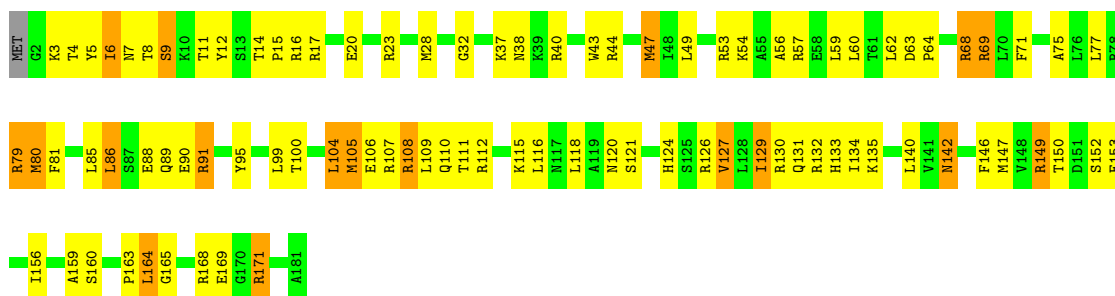 MET G2 K3 T4 Y5 I6 N7 T8 S9 K10 T11 Y12 S13 T14 P15 R16 R17 E20 R23 M28 G32 K37 N38 K39 R40 W43 R44 M47 I48 L49 R53 K54 A55 A56 R57 E58 L59 L60 T61 L62 D63 P64 R68 R69 L70 F71 A75 L76 L77
R79 M80 F81 L85 L86 S87 E88 Q89 E90 R91 Y95 L99 T100 L104 M105 E106 R107 R108 L109 Q110 T111 R112 K115 L116 N117 L118 A119 N120 S121 H124 S125 R126 V127 L128 I129 R130 Q131 R132 H133 I134 K135 L140 V141 N142 F146 M147 V148 R149 T150 D151 S152
I156 A159 S160 P163 L164 G165 R168 E169 G170 R171 A181